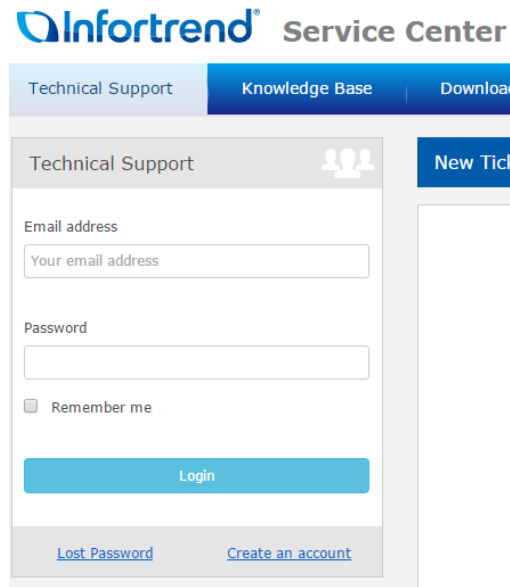 Infortrend® Service Center
Technical Support Knowledge Base
Technical Support
New
Email address
Your email address
Password
Remember me
Login
Lost Password Create an account